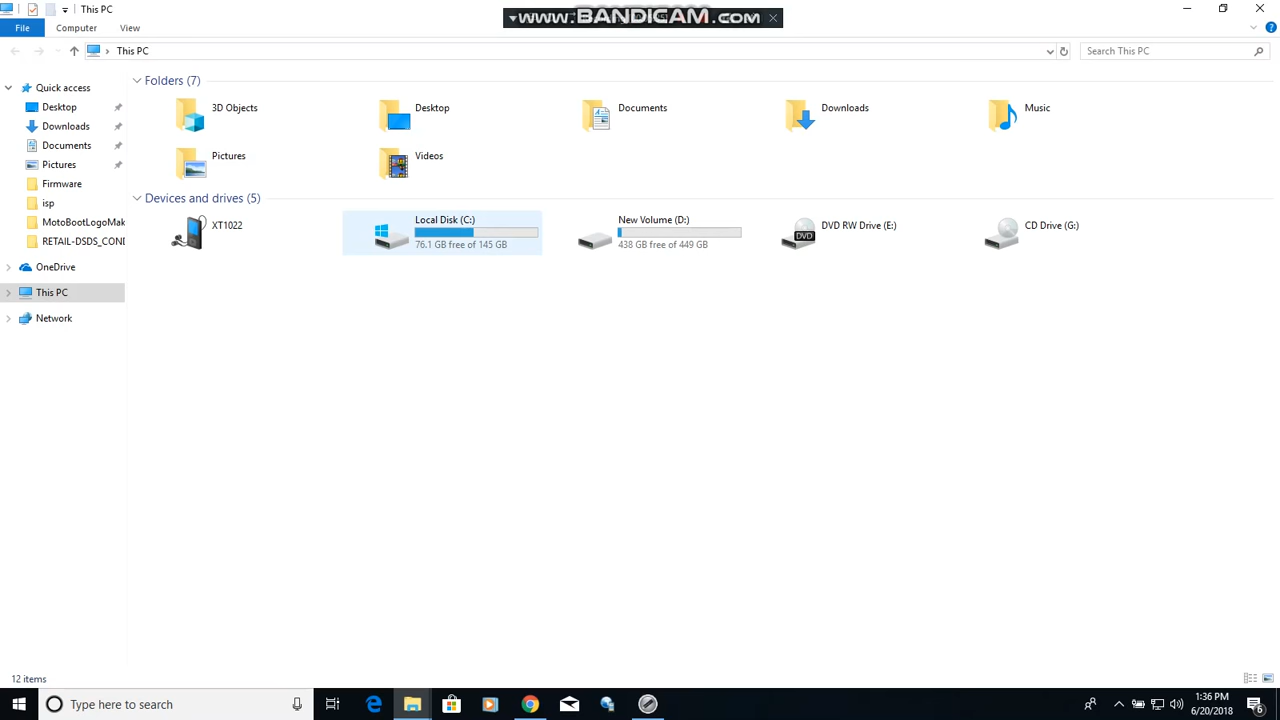 This PC
www.BANDICAM.com
File
Computer
View
This PC
Search This PC
Quick access
Desktop
Downloads
Documents
Pictures
Firmware
isp
MotoBootLogoMak
RETAIL-DSDS_CONI
OneDrive
This PC
Network
Folders (7)
3D Objects
Desktop
Documents
Downloads
Music
Pictures
Videos
Devices and drives (5)
XT1022
Local Disk (C:)
76.1 GB free of 145 GB
New Volume (D:)
438 GB free of 449 GB
DVD RW Drive (E:)
DVD
CD Drive (G:)
12 items
Type here to search
1:36 PM
6/20/2018
6